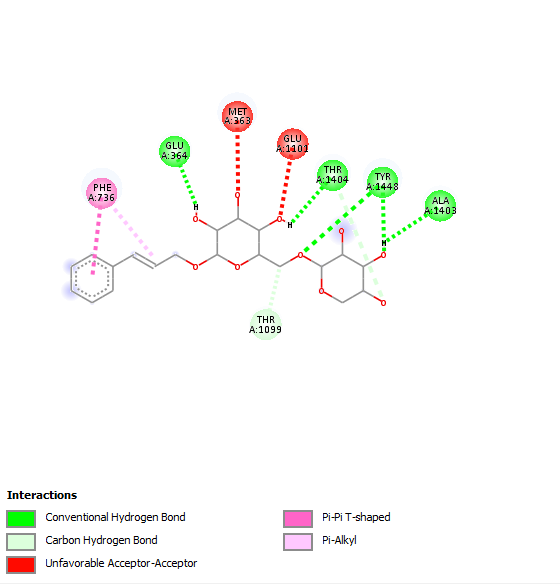 MET
A:363
GLU
A:364
GLU
A:1101
THR
A:1404
TYR
A:1448
PHE
A:736
ALA
A:1403
H
H
H
O
O
O
O
O
O
O
O
O
O
THR
A:1099
Interactions
Conventional Hydrogen Bond
Carbon Hydrogen Bond
Unfavorable Acceptor-Acceptor
Pi-Pi T-shaped
Pi-Alkyl